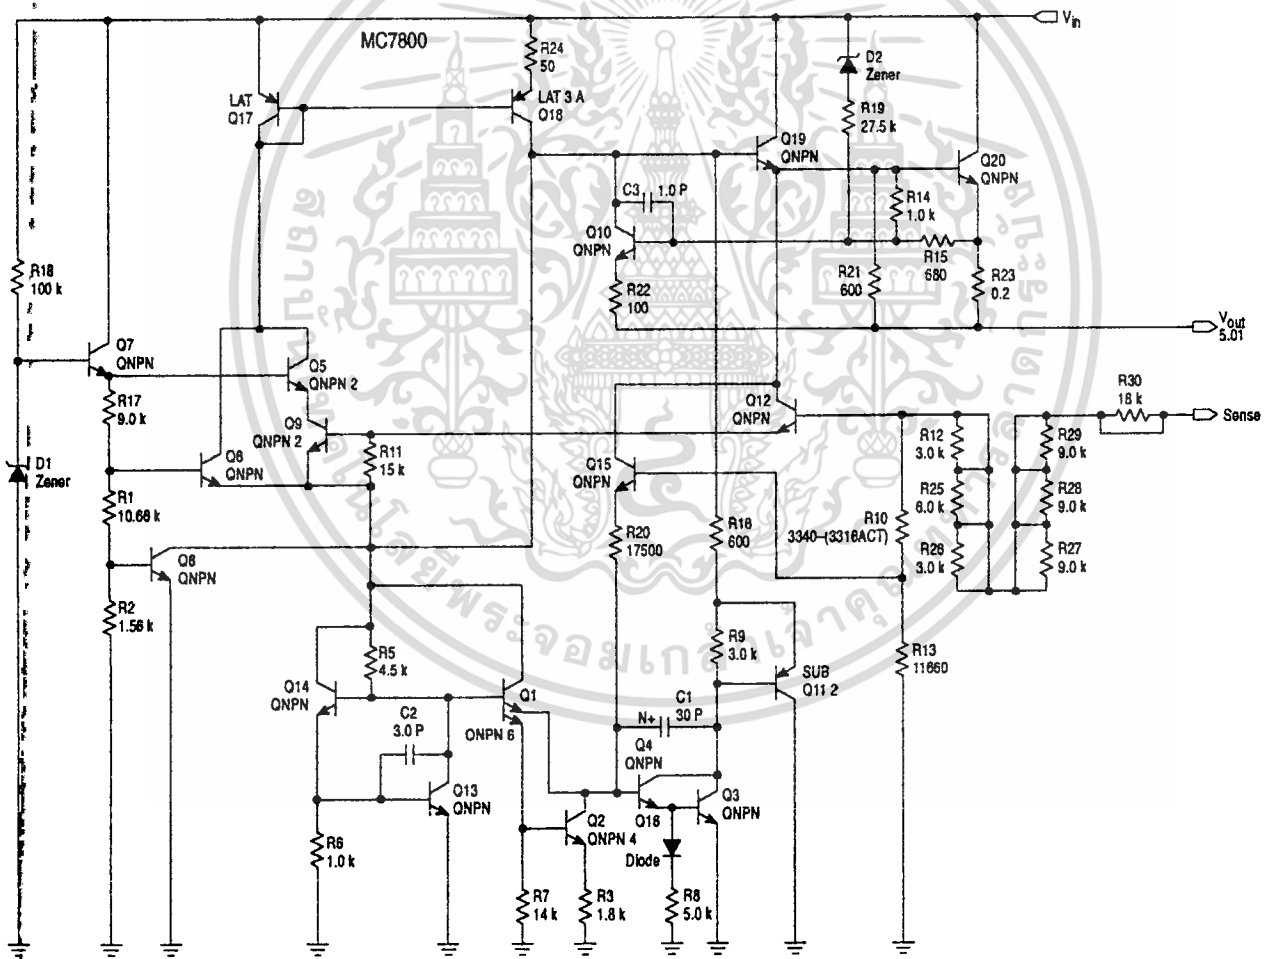 MC7800
Vin
R24
50
D2
Zener
LAT
Q17
LAT 3 A
Q18
R19
27.5 k
Q19
QNPN
Q20
QNPN
C3
1.0 P
R14
1.0 k
Q10
QNPN
R15
680
R18
100 k
R21
600
R23
0.2
R22
100
Vout
5.01
Q7
QNPN
Q5
QNPN 2
R30
18 k
Sense
R17
9.0 k
Q12
QNPN
Q9
QNPN 2
R12
3.0 k
R29
9.0 k
R11
15 k
Q6
QNPN
Q15
QNPN
D1
Zener
R25
6.0 k
R28
9.0 k
R1
10.66 k
R10
3340–(3316ACT)
R16
600
R20
17500
R26
3.0 k
R27
9.0 k
Q8
QNPN
R2
1.56 k
R9
3.0 k
R13
11660
R5
4.5 k
SUB
Q11 2
Q14
QNPN
Q1
QNPN 6
C1
30 P
N+
C2
3.0 P
Q4
QNPN
Q13
QNPN
Q3
QNPN
Q2
QNPN 4
Q16
R6
1.0 k
Diode
R7
14 k
R3
1.8 k
R8
5.0 k